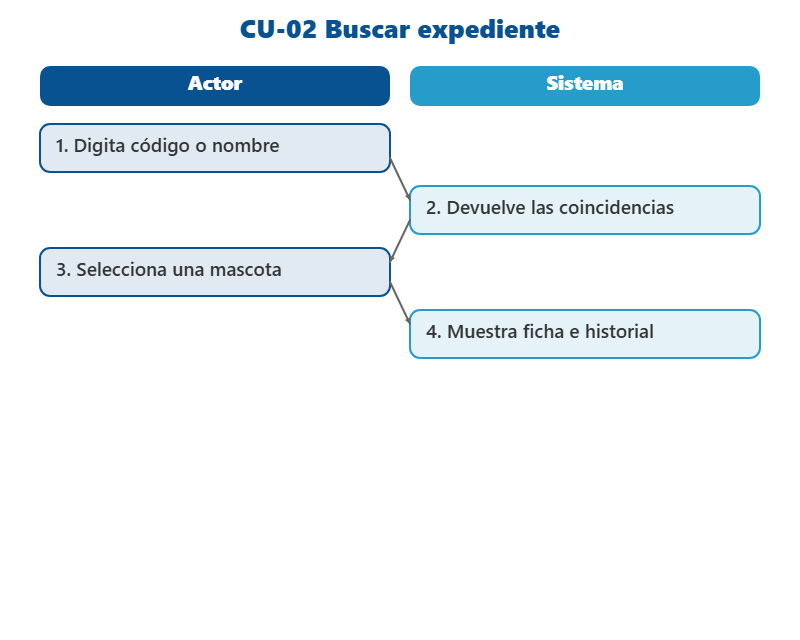 CU-02 Buscar expediente
Actor
Sistema
1. Digita código o nombre
2. Devuelve las coincidencias
3. Selecciona una mascota
4. Muestra ficha e historial